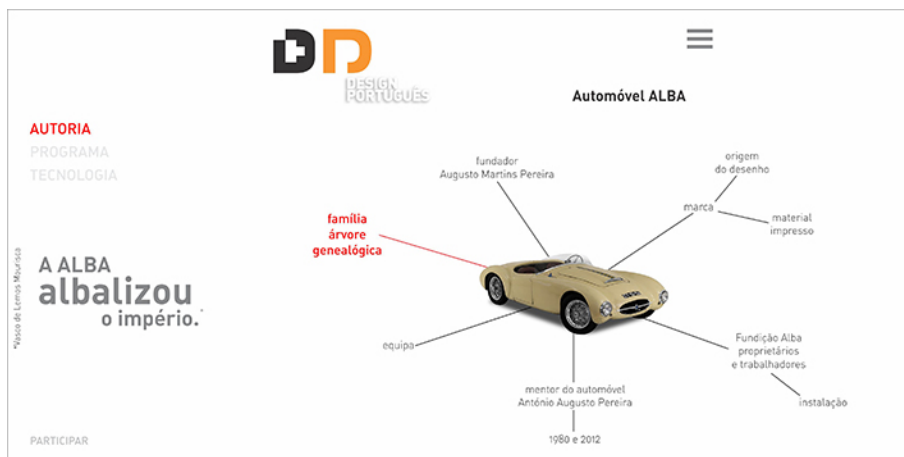 DESIGN
PORTUGUÊS
Automóvel ALBA
AUTORIA
PROGRAMA
TECNOLOGIA
fundador
Augusto Martins Pereira
origem
do desenho
marca
material
impresso
família
árvore
genealógica
*Vasco de Lemos Mourisca
A ALBA
albalizou
o império.*
equipa
Fundição Alba
proprietários
e trabalhadores
mentor do automóvel
António Augusto Pereira
instalação
1980 e 2012
PARTICIPAR